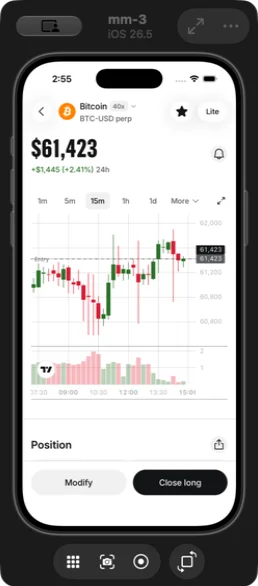 mm-3
iOS 26.5
2:55
Bitcoin 40x
BTC-USD perp
Lite
$61,423
+$1,445 (+2.41%) 24h
1m 5m 15m 1h 1d More
62,000
61,423
Entry 61,423
61,200
60,800
60,400
2
1
07:30 09:00 10:30 12:00 13:30 15:00
Position
Modify Close long